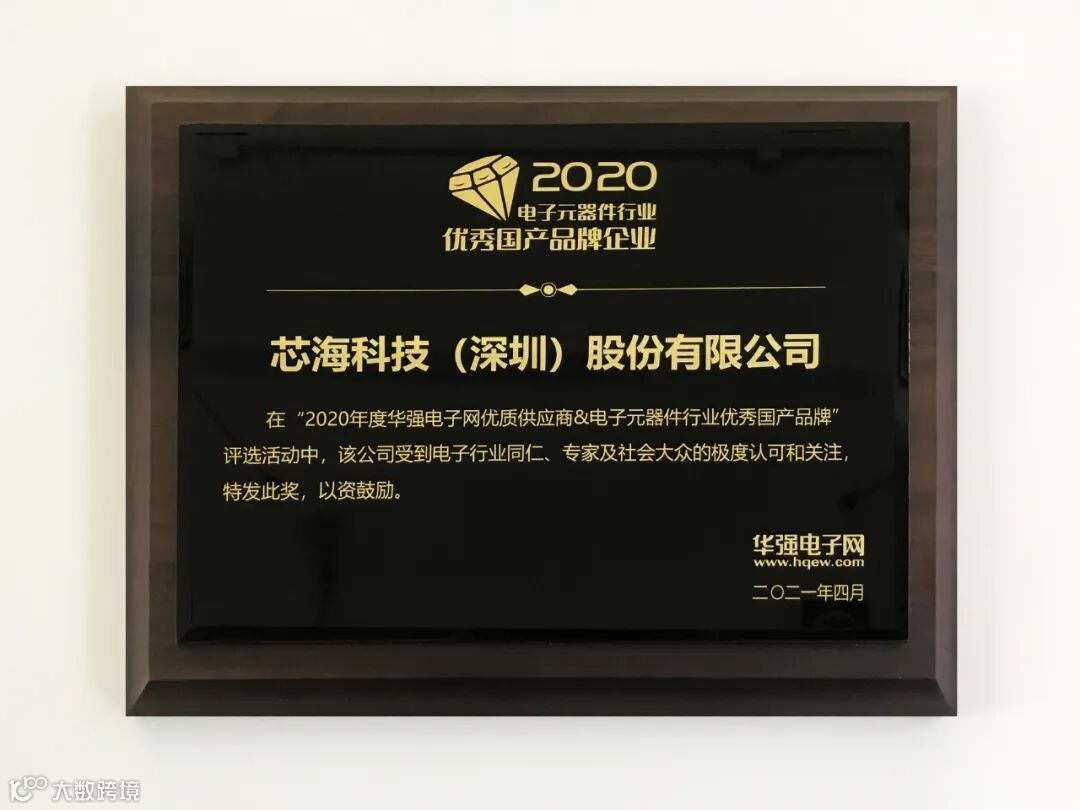 2020
电子元器件行业
优秀国产品牌企业
芯海科技（深圳）股份有限公司
在“2020年度华强电子网优质供应商&电子元器件行业优秀国产品牌”
评选活动中，该公司受到电子行业同仁、专家及社会大众的极度认可和关注，
特发此奖，以资鼓励。
华强电子网
www.hqew.com
二〇二一年四月
大数跨境